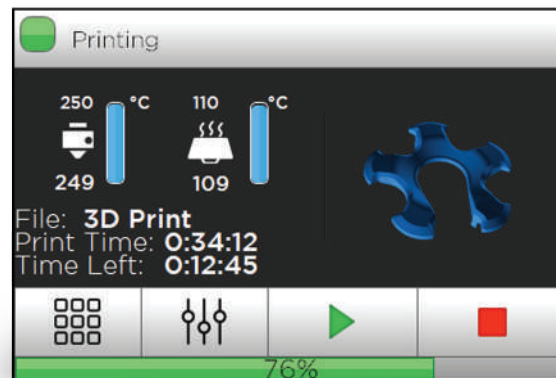 Printing
250 °C 110 °C
249 109
File: 3D Print
Print Time: 0:34:12
Time Left: 0:12:45
76%